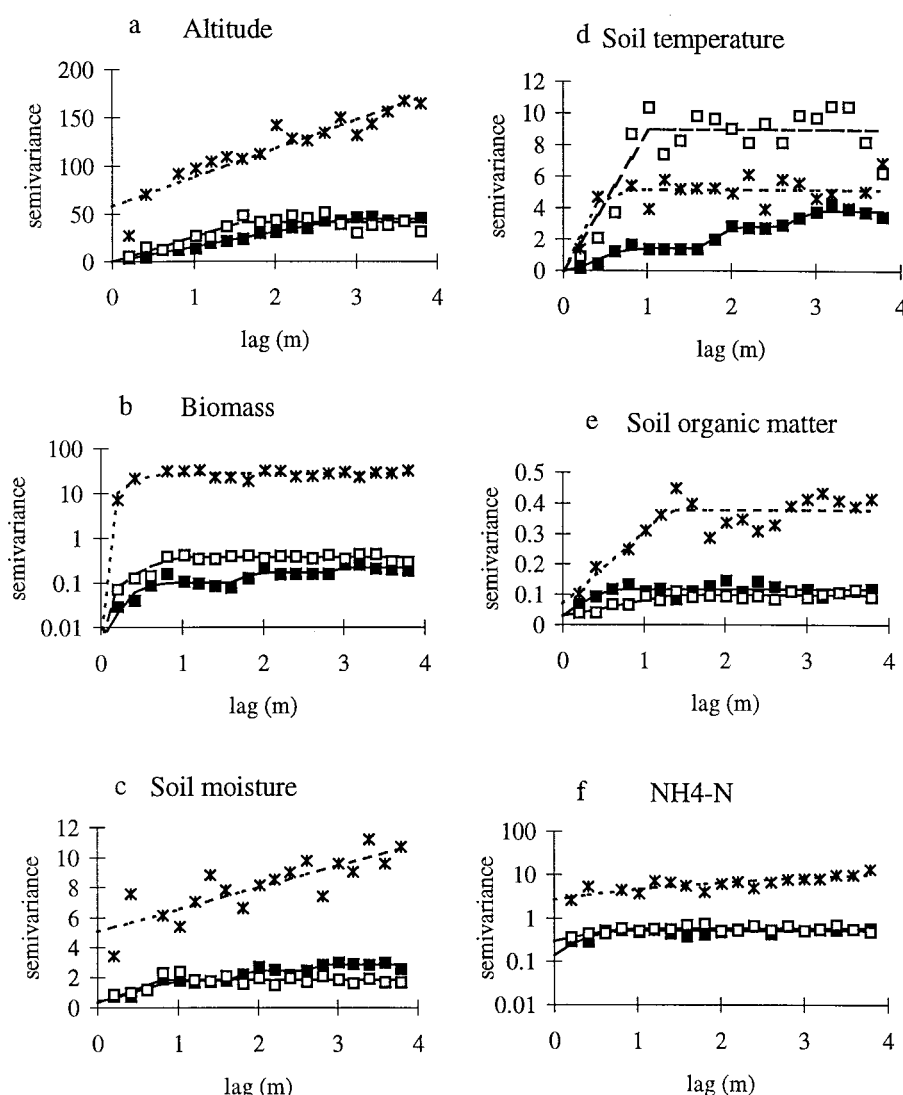 a Altitude
200
150
100
50
0
semivariance
0 1 2 3 4
lag (m)
b Biomass
100
10
1
0.1
0.01
semivariance
0 1 2 3 4
lag (m)
c Soil moisture
12
10
8
6
4
2
0
semivariance
0 1 2 3 4
lag (m)
d Soil temperature
12
10
8
6
4
2
0
semivariance
0 1 2 3 4
lag (m)
e Soil organic matter
0.5
0.4
0.3
0.2
0.1
0
semivariance
0 1 2 3 4
lag (m)
f NH4-N
100
10
1
0.1
0.01
semivariance
0 1 2 3 4
lag (m)